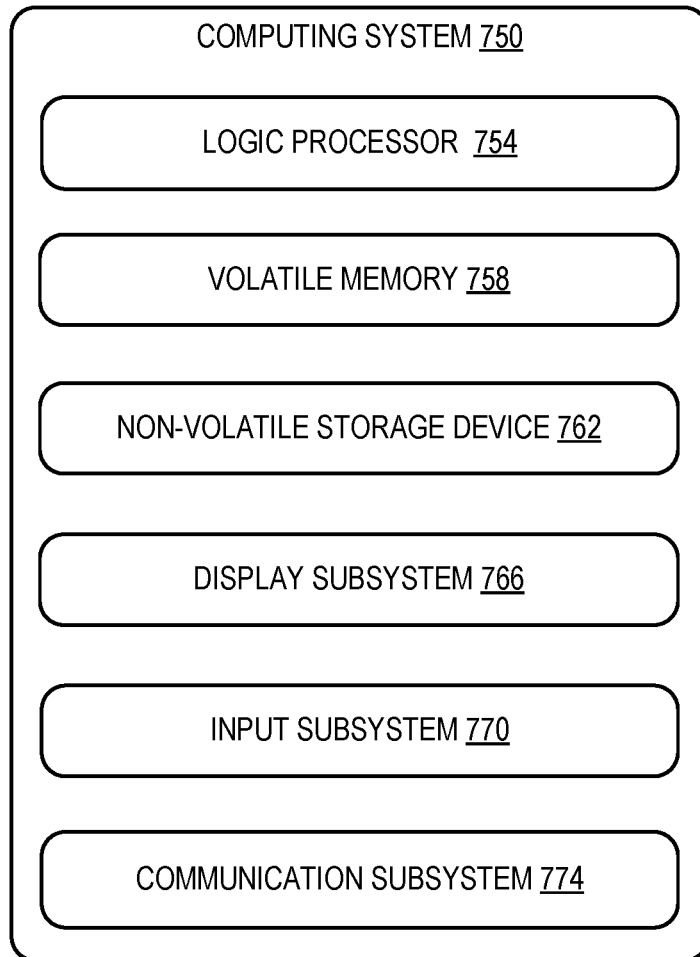 COMPUTING SYSTEM 750
LOGIC PROCESSOR 754
VOLATILE MEMORY 758
NON-VOLATILE STORAGE DEVICE 762
DISPLAY SUBSYSTEM 766
INPUT SUBSYSTEM 770
COMMUNICATION SUBSYSTEM 774